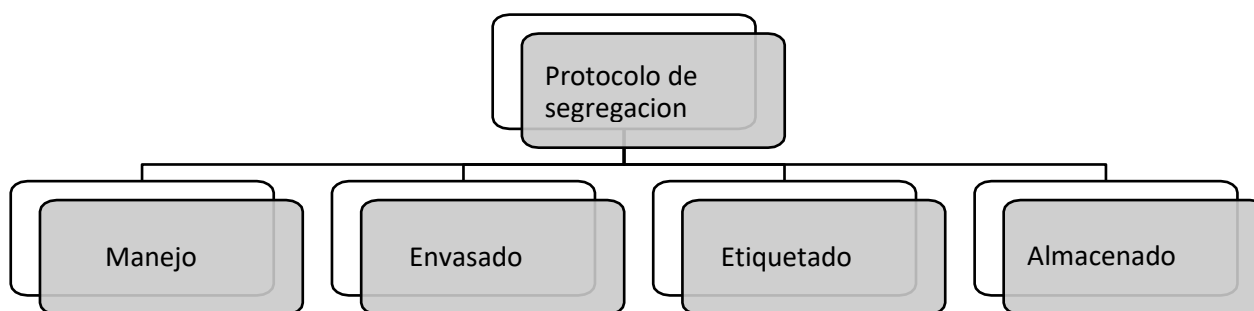 Protocolo de
segregacion
Manejo
Envasado
Etiquetado
Almacenado